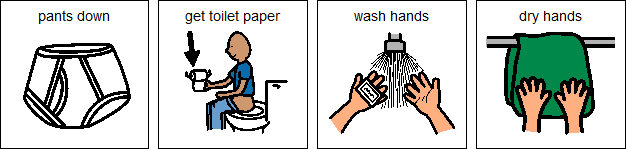 pants down
get toilet paper
wash hands
dry hands